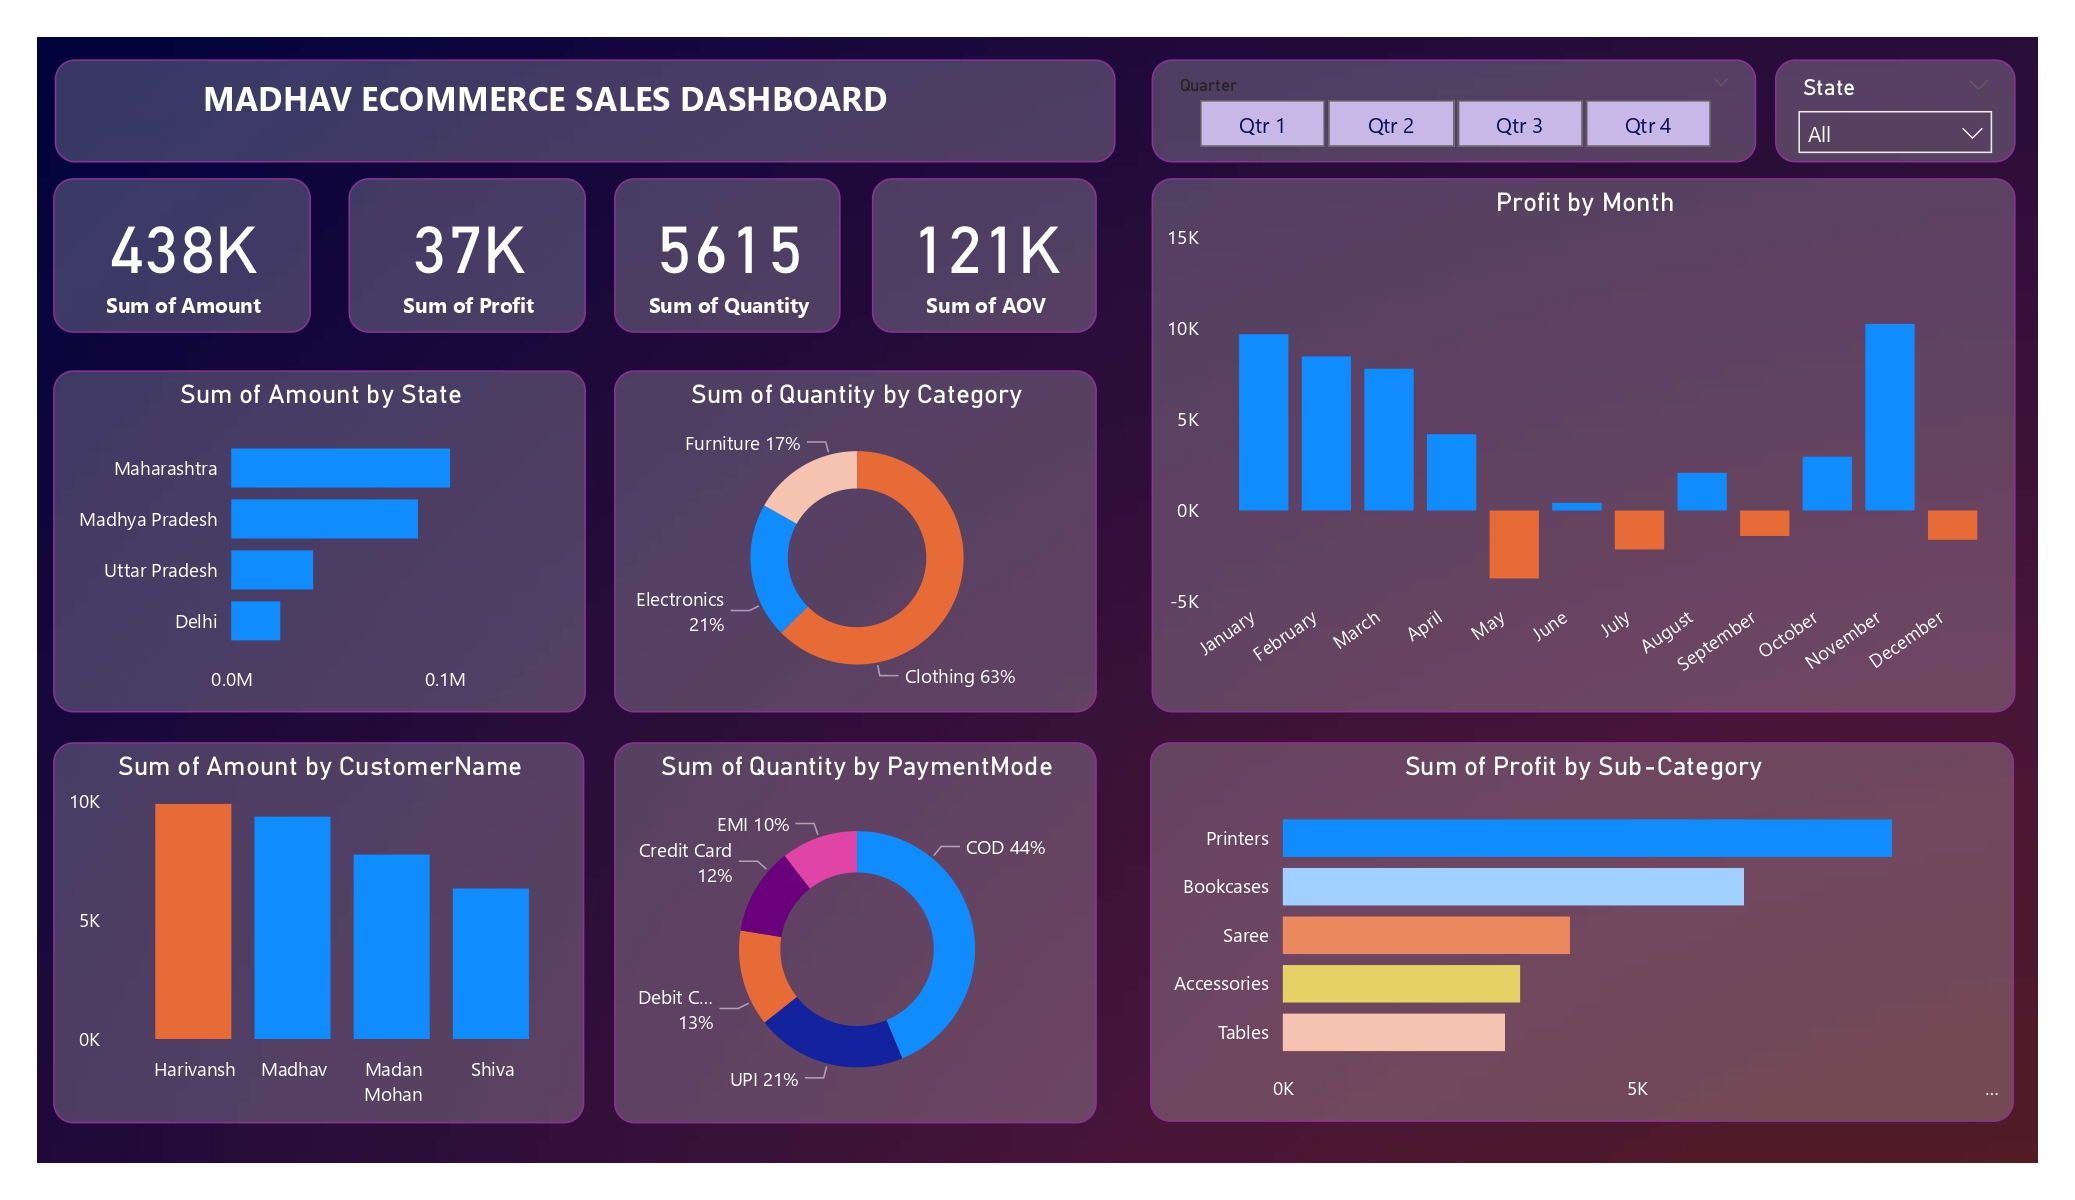 MADHAV ECOMMERCE SALES DASHBOARD
Quarter
Qtr 1
Qtr 2
Qtr 3
Qtr 4
State
All
438K
Sum of Amount
37K
Sum of Profit
5615
Sum of Quantity
121K
Sum of AOV
Profit by Month
15K
10K
5K
0K
-5K
January
February
March
April
May
June
July
August
September
October
November
December
Sum of Amount by State
Maharashtra
Madhya Pradesh
Uttar Pradesh
Delhi
0.0M
0.1M
Sum of Quantity by Category
Furniture 17%
Electronics
21%
Clothing 63%
Sum of Amount by CustomerName
10K
5K
0K
Harivansh
Madhav
Madan
Mohan
Shiva
Sum of Quantity by PaymentMode
EMI 10%
Credit Card
12%
COD 44%
Debit C...
13%
UPI 21%
Sum of Profit by Sub-Category
Printers
Bookcases
Saree
Accessories
Tables
0K
5K
...